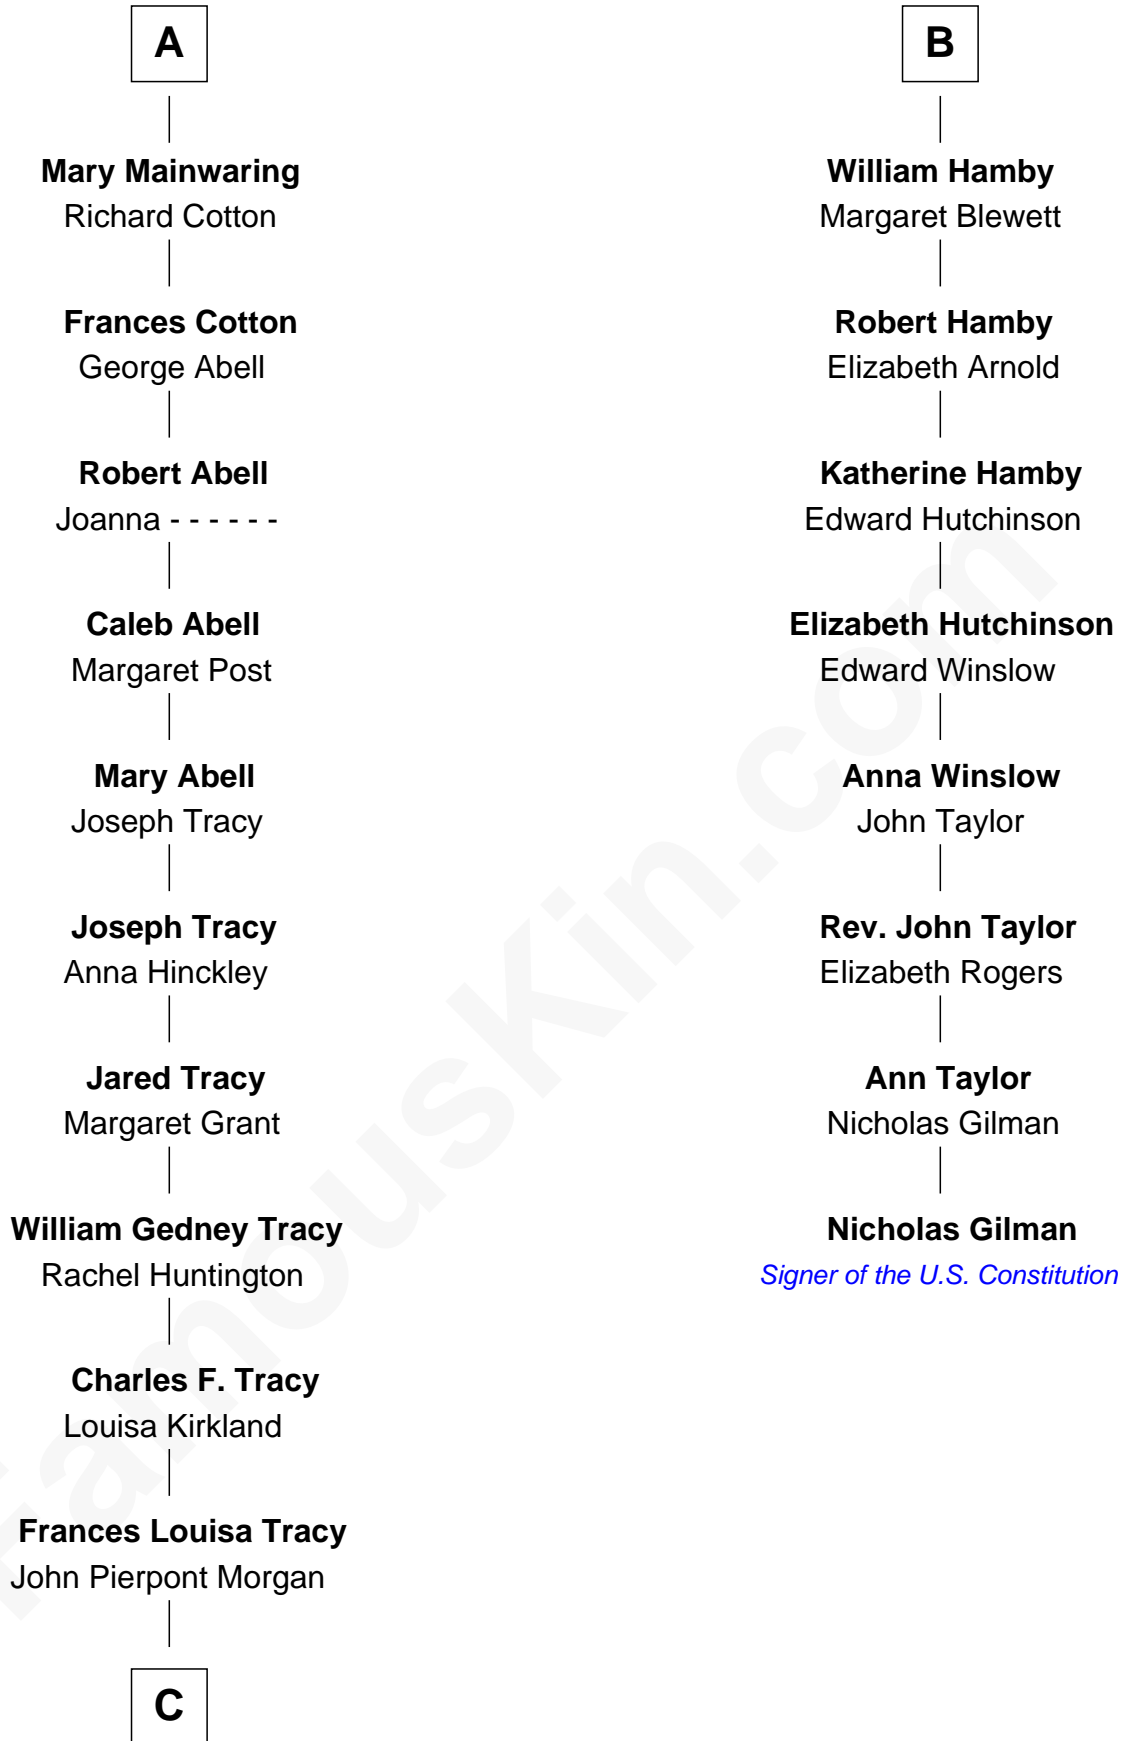 A
Mary Mainwaring
Richard Cotton
Frances Cotton
George Abell
Robert Abell
Joanna - - - - - -
Caleb Abell
Margaret Post
Mary Abell
Joseph Tracy
Joseph Tracy
Anna Hinckley
Jared Tracy
Margaret Grant
William Gedney Tracy
Rachel Huntington
Charles F. Tracy
Louisa Kirkland
Frances Louisa Tracy
John Pierpont Morgan
C
B
William Hamby
Margaret Blewett
Robert Hamby
Elizabeth Arnold
Katherine Hamby
Edward Hutchinson
Elizabeth Hutchinson
Edward Winslow
Anna Winslow
John Taylor
Rev. John Taylor
Elizabeth Rogers
Ann Taylor
Nicholas Gilman
Nicholas Gilman
Signer of the U.S. Constitution
FamousKin.com